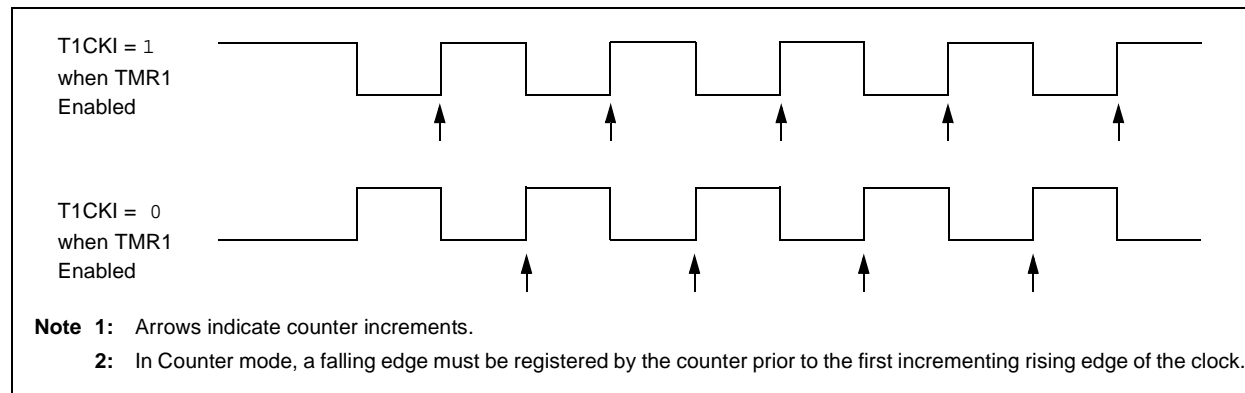 T1CKI = 1
when TMR1
Enabled
T1CKI = 0
when TMR1
Enabled
Note 1: Arrows indicate counter increments.
2: In Counter mode, a falling edge must be registered by the counter prior to the first incrementing rising edge of the clock.